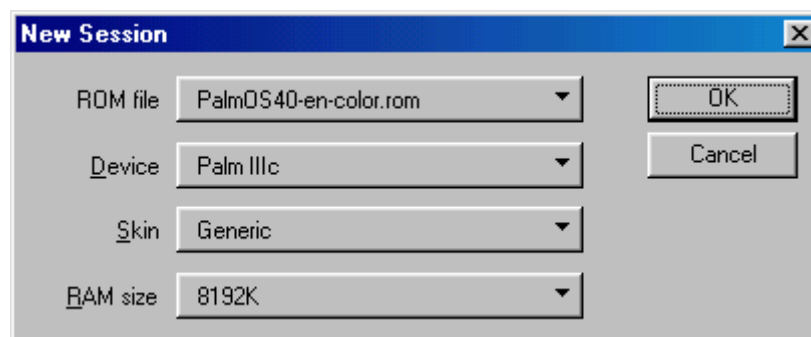 New Session
ROM file PalmOS40-en-color.rom OK
Device Palm IIIc Cancel
Skin Generic
RAM size 8192K